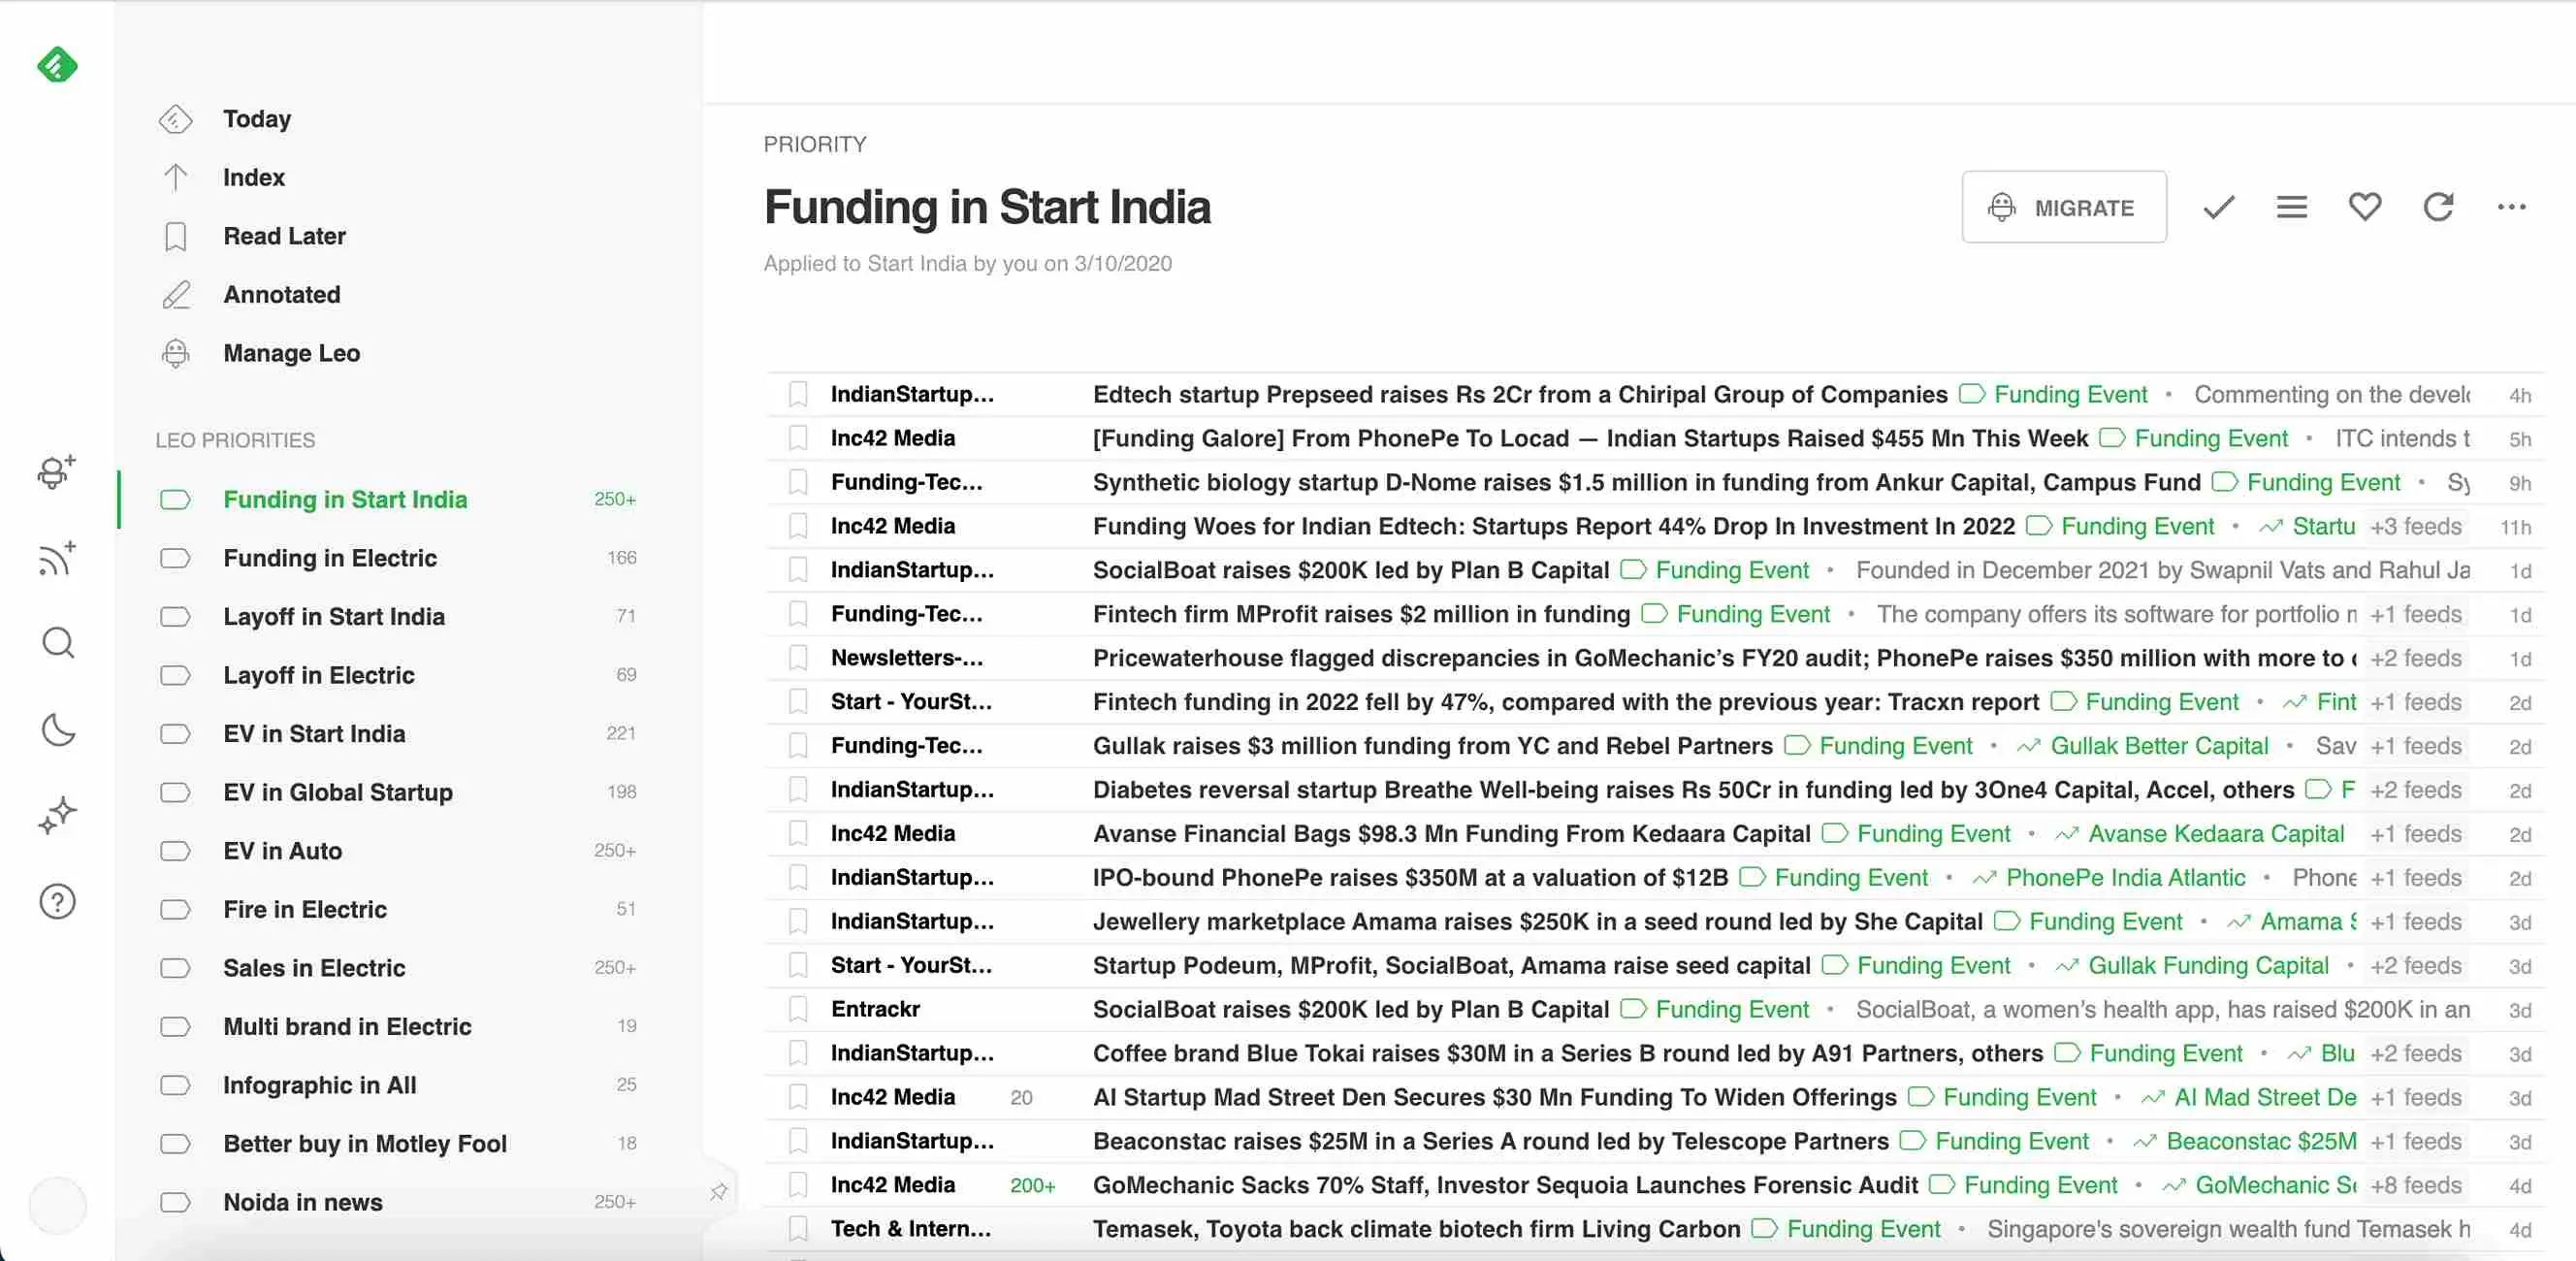 Today
Index
Read Later
Annotated
Manage Leo
LEO PRIORITIES
Funding in Start India 250+
Funding in Electric 166
Layoff in Start India 71
Layoff in Electric 69
EV in Start India 221
EV in Global Startup 198
EV in Auto 250+
Fire in Electric 51
Sales in Electric 250+
Multi brand in Electric 19
Infographic in All 25
Better buy in Motley Fool 18
Noida in news 250+
PRIORITY
Funding in Start India
MIGRATE
Applied to Start India by you on 3/10/2020
IndianStartup... Edtech startup Prepseed raises Rs 2Cr from a Chiripal Group of Companies Funding Event • Commenting on the 4h
Inc42 Media [Funding Galore] From PhonePe To Locad — Indian Startups Raised $455 Mn This Week Funding Event • ITC intends t 5h
Funding-Tec... Synthetic biology startup D-Nome raises $1.5 million in funding from Ankur Capital, Campus Fund Funding Event • 9h
Inc42 Media Funding Woes for Indian Edtech: Startups Report 44% Drop In Investment In 2022 Funding Event • Startu +3 feeds 11h
IndianStartup... SocialBoat raises $200K led by Plan B Capital Funding Event • Founded in December 2021 by Swapnil Vats and Rahul Ja 1d
Funding-Tec... Fintech firm MProfit raises $2 million in funding Funding Event • The company offers its software for portfolio +1 feeds 1d
Newsletters-... Pricewaterhouse flagged discrepancies in GoMechanic’s FY20 audit; PhonePe raises $350 million with more to +2 feeds 1d
Start - YourSt... Fintech funding in 2022 fell by 47%, compared with the previous year: Tracxn report Funding Event • Fint +1 feeds 2d
Funding-Tec... Gullak raises $3 million funding from YC and Rebel Partners Funding Event • Gullak Better Capital • Sav +1 feeds 2d
IndianStartup... Diabetes reversal startup Breathe Well-being raises Rs 50Cr in funding led by 3One4 Capital, Accel, others F +2 feeds 2d
Inc42 Media Avanse Financial Bags $98.3 Mn Funding From Kedaara Capital Funding Event • Avanse Kedaara Capital +1 feeds 2d
IndianStartup... IPO-bound PhonePe raises $350M at a valuation of $12B Funding Event • PhonePe India Atlantic • Phone +1 feeds 2d
IndianStartup... Jewellery marketplace Amama raises $250K in a seed round led by She Capital Funding Event • Amama +1 feeds 3d
Start - YourSt... Startup Podeum, MProfit, SocialBoat, Amama raise seed capital Funding Event • Gullak Funding Capital • +2 feeds 3d
Entrackr SocialBoat raises $200K led by Plan B Capital Funding Event • SocialBoat, a women’s health app, has raised $200K in an 3d
IndianStartup... Coffee brand Blue Tokai raises $30M in a Series B round led by A91 Partners, others Funding Event • Blu +2 feeds 3d
Inc42 Media 20 AI Startup Mad Street Den Secures $30 Mn Funding To Widen Offerings Funding Event • AI Mad Street De +1 feeds 3d
IndianStartup... Beaconstac raises $25M in a Series A round led by Telescope Partners Funding Event • Beaconstac $25M +1 feeds 3d
Inc42 Media 200+ GoMechanic Sacks 70% Staff, Investor Sequoia Launches Forensic Audit Funding Event • GoMechanic +8 feeds 4d
Tech & Intern... Temasek, Toyota back climate biotech firm Living Carbon Funding Event • Singapore's sovereign wealth fund Temasek h 4d